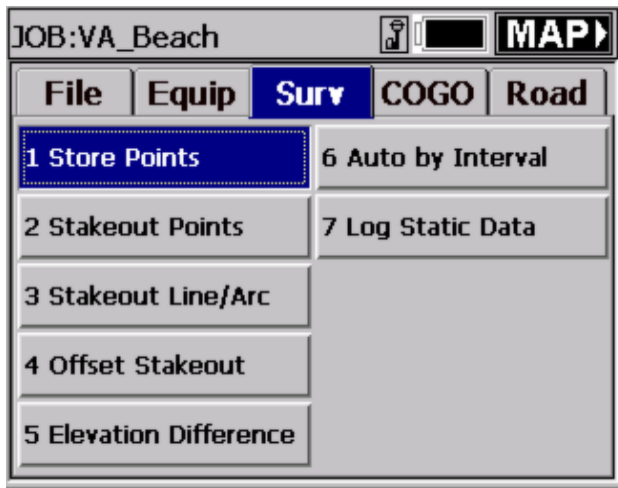 JOB:VA_Beach MAP
File Equip Surv COGO Road
1 Store Points
2 Stakeout Points
3 Stakeout Line/Arc
4 Offset Stakeout
5 Elevation Difference
6 Auto by Interval
7 Log Static Data